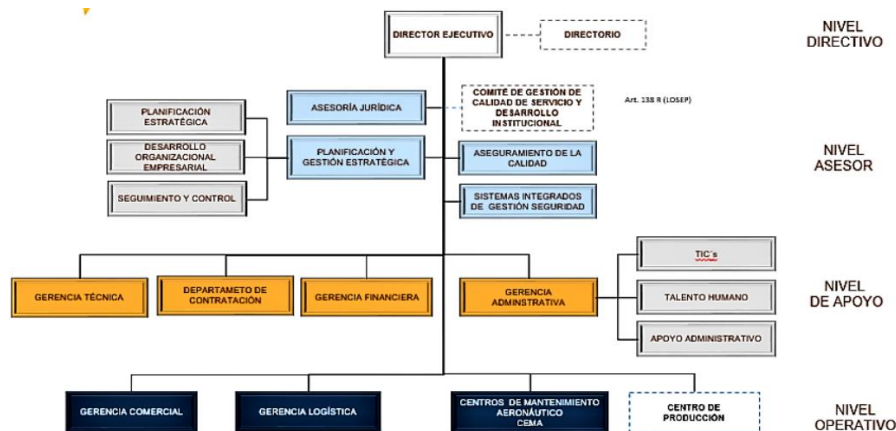 DIRECTOR EJECUTIVO
DIRECTORIO
NIVEL
DIRECTIVO
ASESORÍA JURÍDICA
COMITÉ DE GESTIÓN DE
CALIDAD DE SERVICIO Y
DESARROLLO
INSTITUCIONAL
Art. 138 R (LOSEP)
PLANIFICACIÓN
ESTRATÉGICA
DESARROLLO
ORGANIZACIONAL
EMPRESARIAL
SEGUIMIENTO Y CONTROL
PLANIFICACIÓN Y
GESTIÓN ESTRATÉGICA
ASEGURAMIENTO DE LA
CALIDAD
SISTEMAS INTEGRADOS
DE GESTIÓN SEGURIDAD
NIVEL
ASESOR
GERENCIA TÉCNICA
DEPARTAMETO DE
CONTRATACIÓN
GERENCIA FINANCIERA
GERENCIA
ADMINSTRATIVA
TIC´s
TALENTO HUMANO
APOYO ADMINISTRATIVO
NIVEL
DE APOYO
GERENCIA COMERCIAL
GERENCIA LOGÍSTICA
CENTROS DE MANTENIMIENTO
AERONÁUTICO
CEMA
CENTRO DE
PRODUCCIÓN
NIVEL
OPERATIVO